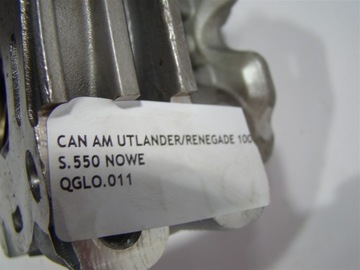 CAN AM UTLANDER/RENEGADE 100
S.550 NOWE
QGLO.011